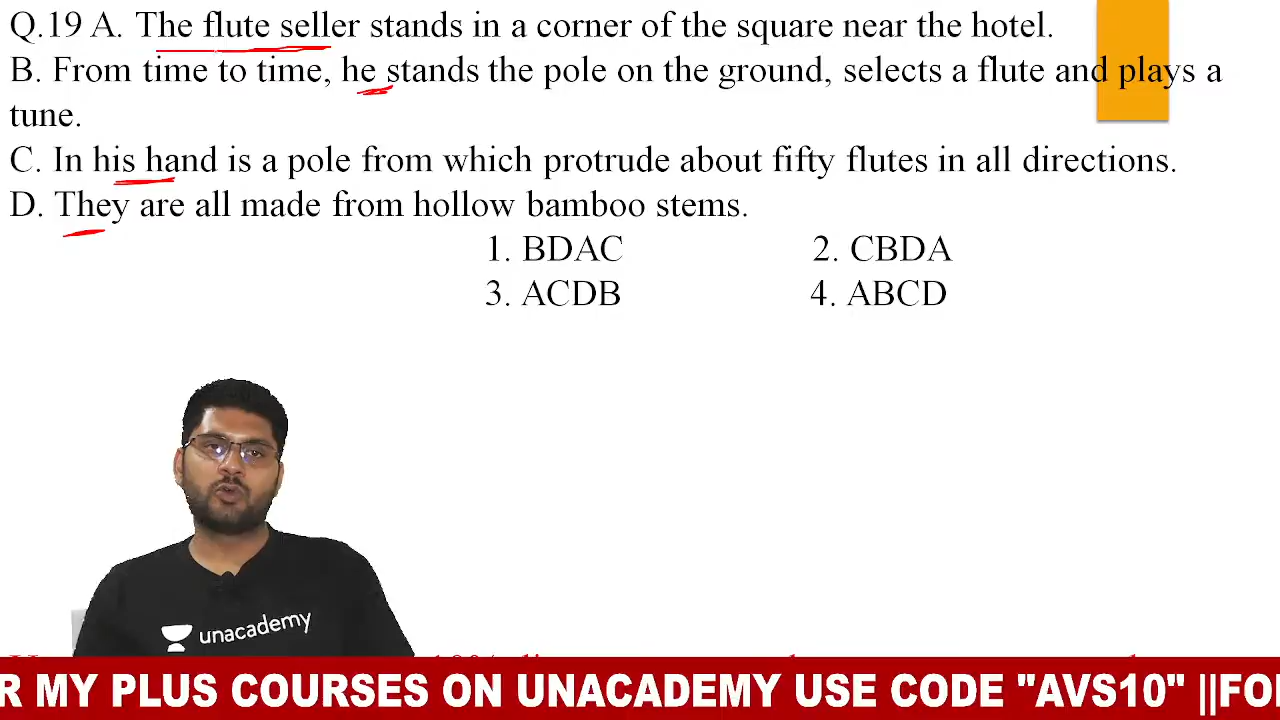 Q.19 A. The flute seller stands in a corner of the square near the hotel.
B. From time to time, he stands the pole on the ground, selects a flute and plays a
tune.
C. In his hand is a pole from which protrude about fifty flutes in all directions.
D. They are all made from hollow bamboo stems.
1. BDAC 2. CBDA
3. ACDB 4. ABCD
unacademy
R MY PLUS COURSES ON UNACADEMY USE CODE "AVS10" ||FO